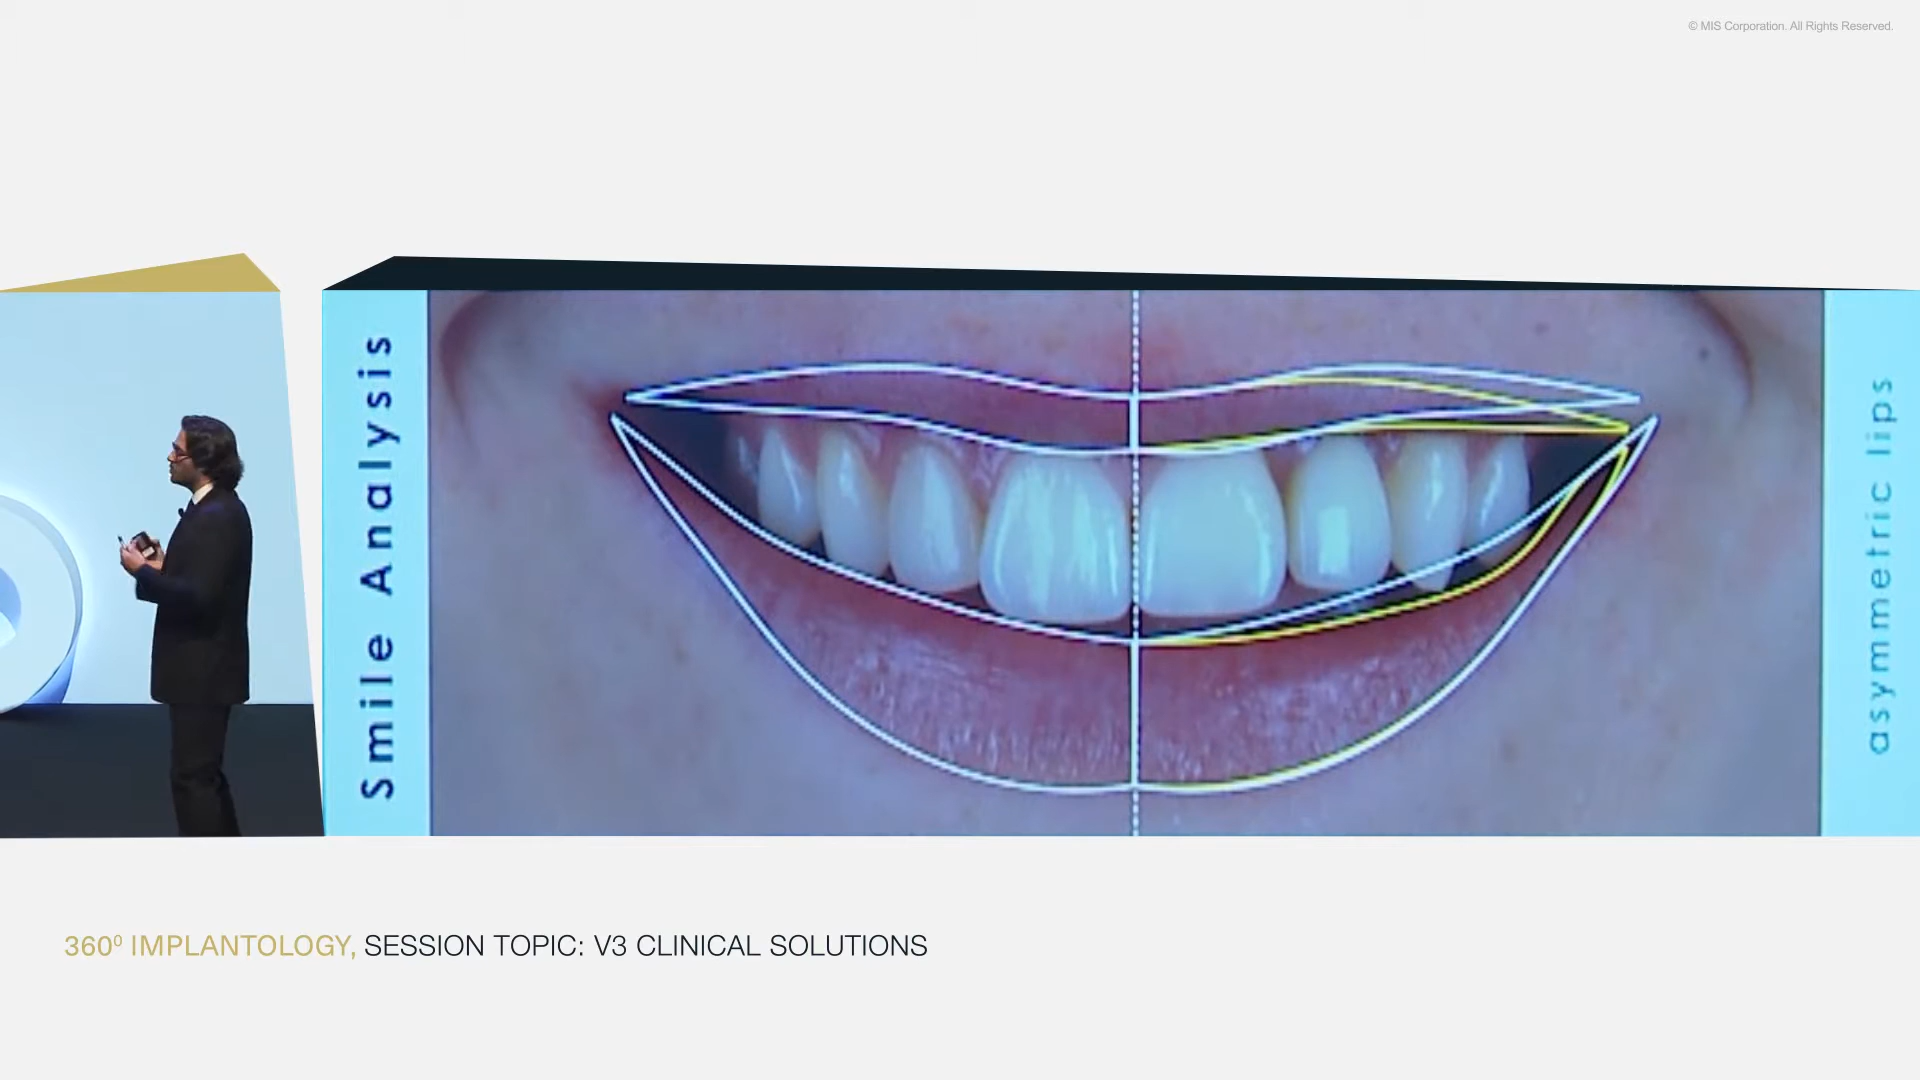 © MIS Corporation. All Rights Reserved.
Smile Analysis
asymmetric lips
360⁰ IMPLANTOLOGY, SESSION TOPIC: V3 CLINICAL SOLUTIONS